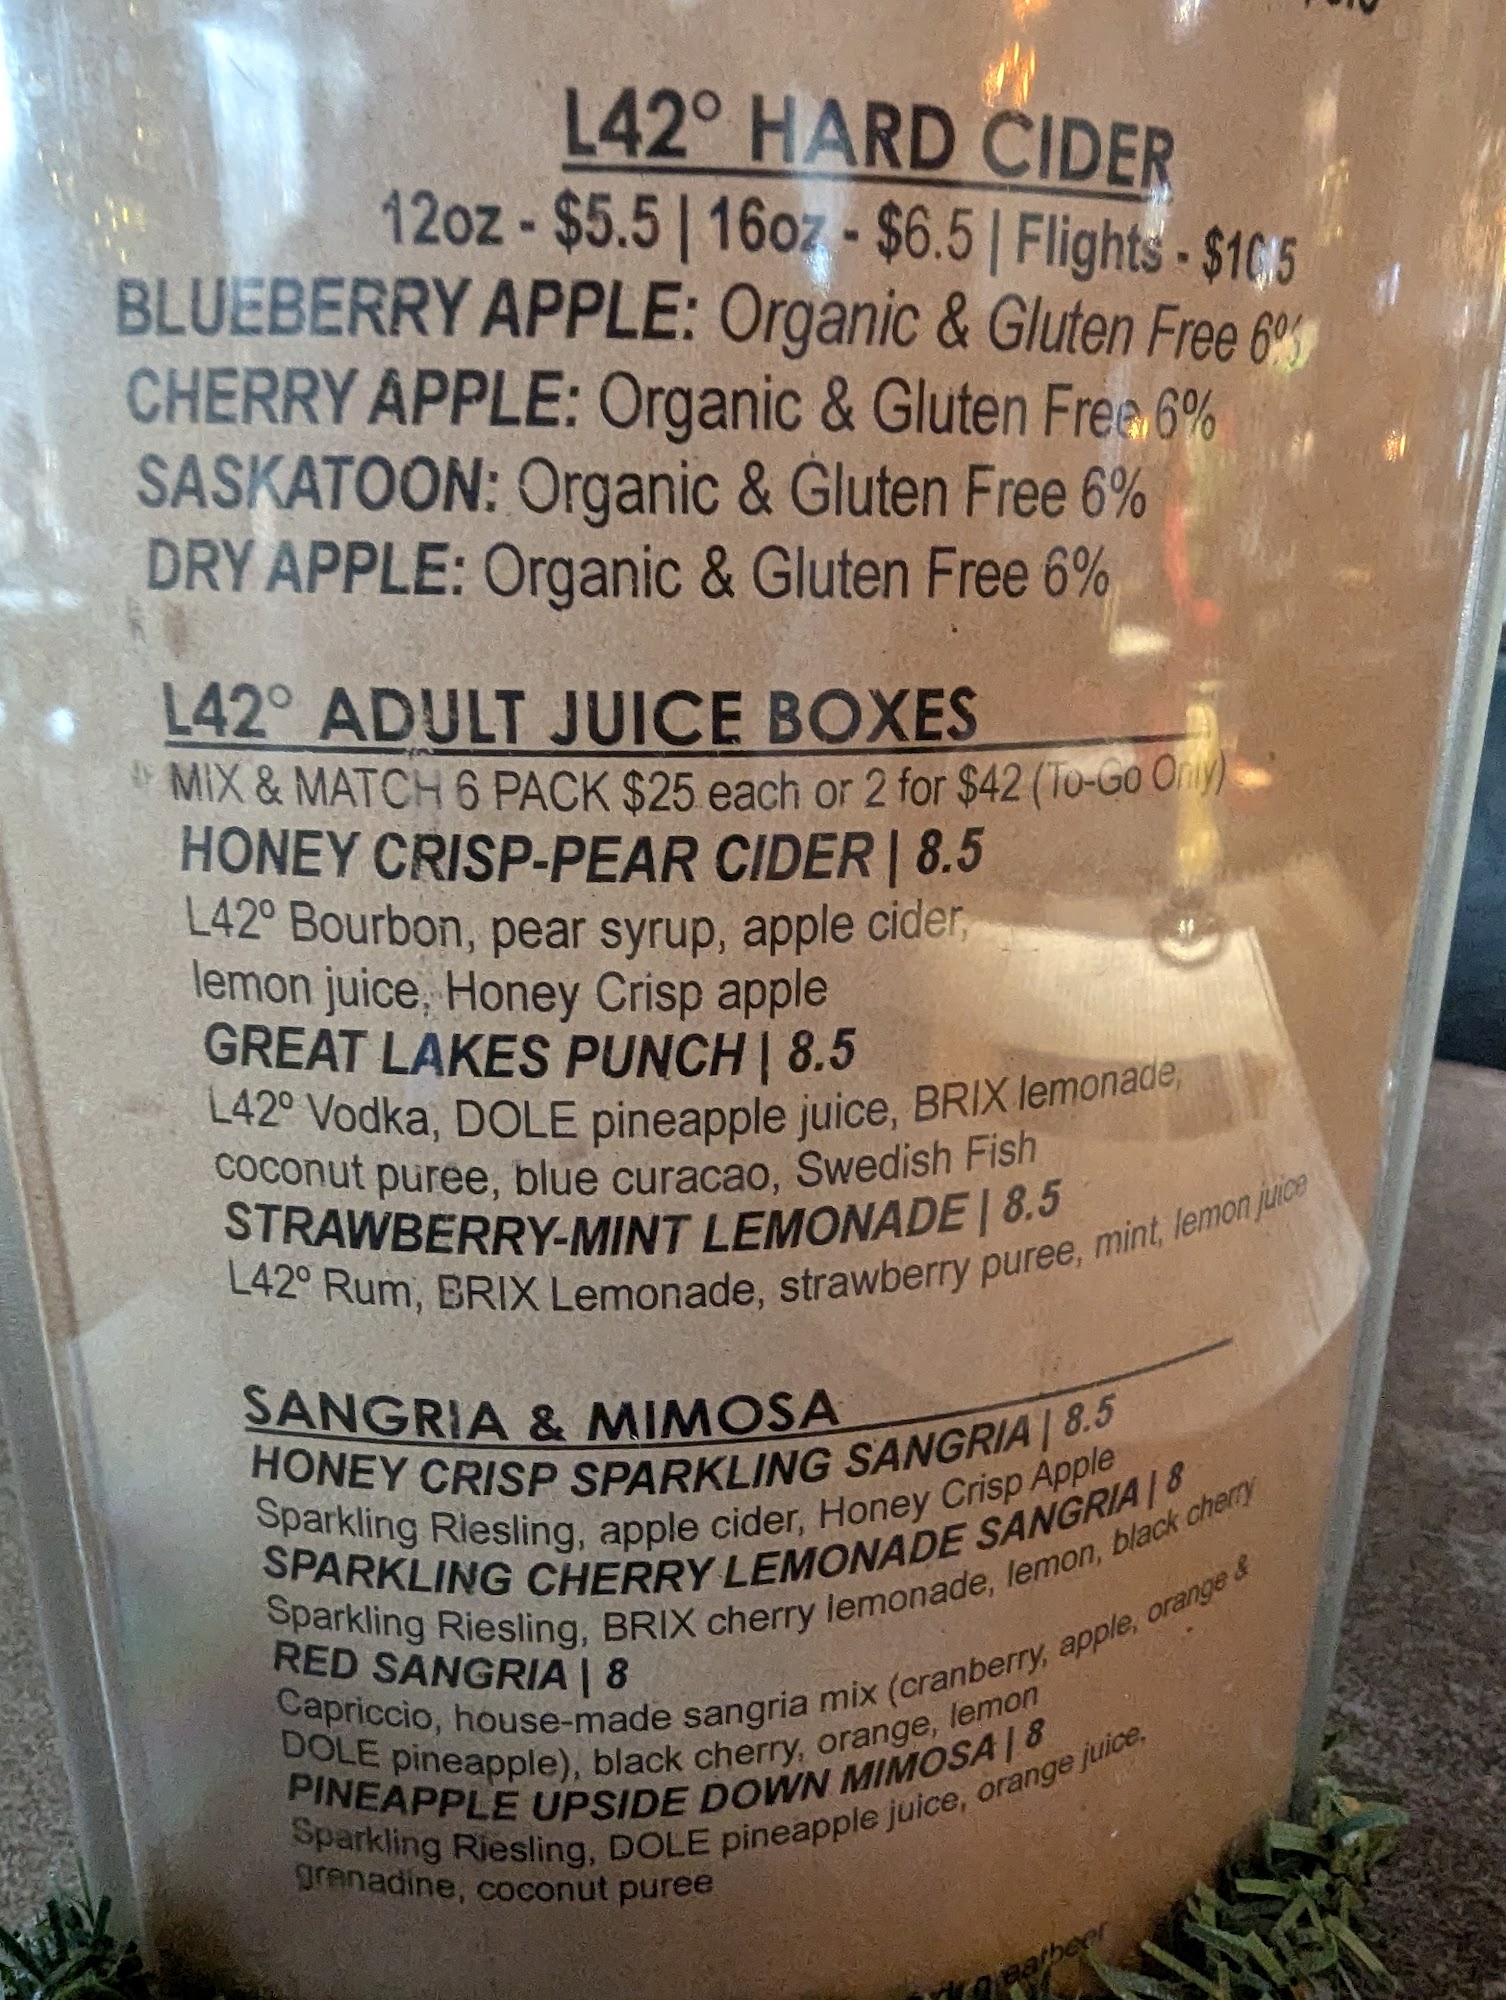 L42° HARD CIDER
12oz - $5.5 | 16oz - $6.5 | Flights - $10.5
BLUEBERRY APPLE: Organic & Gluten Free 6%
CHERRY APPLE: Organic & Gluten Free 6%
SASKATOON: Organic & Gluten Free 6%
DRY APPLE: Organic & Gluten Free 6%
L42° ADULT JUICE BOXES
MIX & MATCH 6 PACK $25 each or 2 for $42 (To-Go Only)
HONEY CRISP-PEAR CIDER | 8.5
L42º Bourbon, pear syrup, apple cider,
lemon juice, Honey Crisp apple
GREAT LAKES PUNCH | 8.5
L42º Vodka, DOLE pineapple juice, BRIX lemonade,
coconut puree, blue curacao, Swedish Fish
STRAWBERRY-MINT LEMONADE | 8.5
L42º Rum, BRIX Lemonade, strawberry puree, mint, lemon juice
SANGRIA & MIMOSA
HONEY CRISP SPARKLING SANGRIA | 8.5
Sparkling Riesling, apple cider, Honey Crisp Apple
SPARKLING CHERRY LEMONADE SANGRIA | 8
Sparkling Riesling, BRIX cherry lemonade, lemon, black cherry
RED SANGRIA | 8
Capriccio, house-made sangria mix (cranberry, apple, orange &
DOLE pineapple), black cherry, orange, lemon
PINEAPPLE UPSIDE DOWN MIMOSA | 8
Sparkling Riesling, DOLE pineapple juice, orange juice,
grenadine, coconut puree